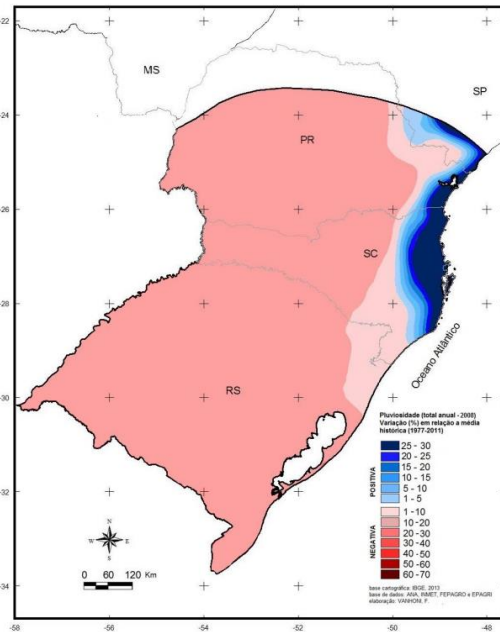 -22
-24
-26
-28
-30
-32
-34
MS
SP
PR
SC
RS
Oceano Atlântico
Pluviosidade (total anual - 2008)
Variação (%) em relação a média
histórica (1977-2011)
POSITIVA
25 - 30
20 - 25
15 - 20
10 - 15
5 - 10
1 - 5
NEGATIVA
1 -10
10 -20
20 -30
30 -40
40 -50
50 -60
60 -70
N
W
E
S
0 60 120 Km
base cartográfica: IBGE, 2013
base de dados: ANA, INMET, FEPAGRO e EPAGRI
elaboração: VANHONI, F.
-58 -56 -54 -52 -50 -48